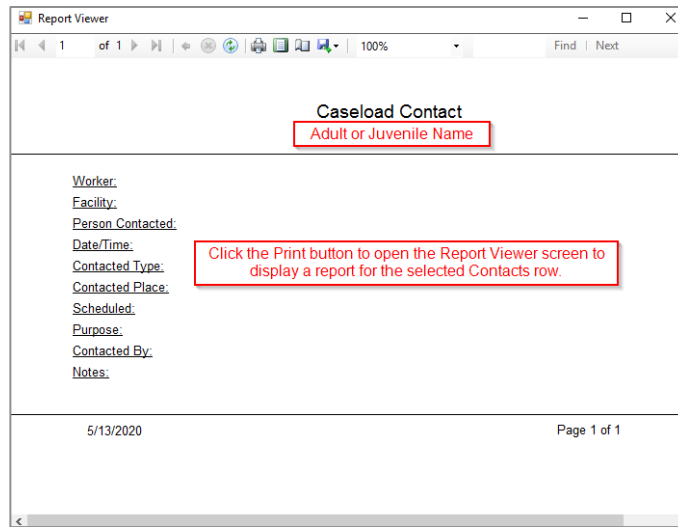 Report Viewer
1 of 1 100% Find | Next
Caseload Contact
Adult or Juvenile Name
Worker:
Facility:
Person Contacted:
Date/Time:
Click the Print button to open the Report Viewer screen to
display a report for the selected Contacts row.
Contacted Type:
Contacted Place:
Scheduled:
Purpose:
Contacted By:
Notes:
5/13/2020 Page 1 of 1